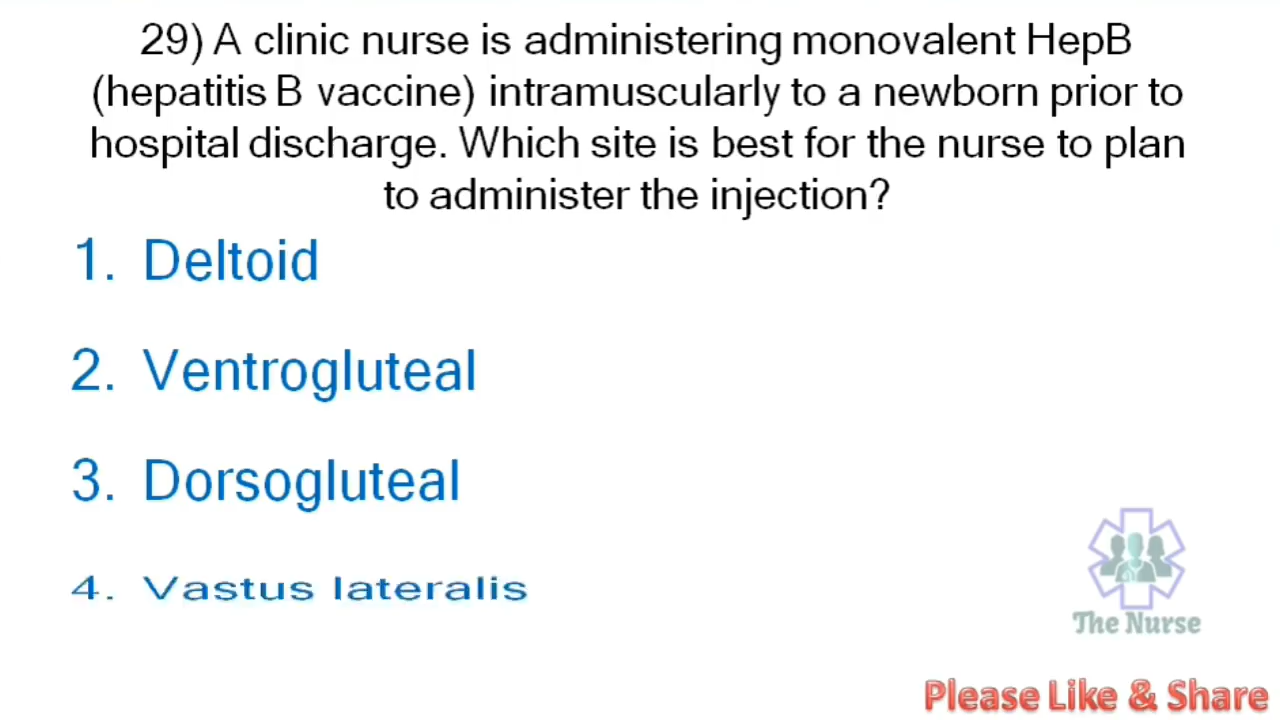 29) A clinic nurse is administering monovalent HepB
(hepatitis B vaccine) intramuscularly to a newborn prior to
hospital discharge. Which site is best for the nurse to plan
to administer the injection?
1. Deltoid
2. Ventrogluteal
3. Dorsogluteal
4. Vastus lateralis
The Nurse
Please Like & Share